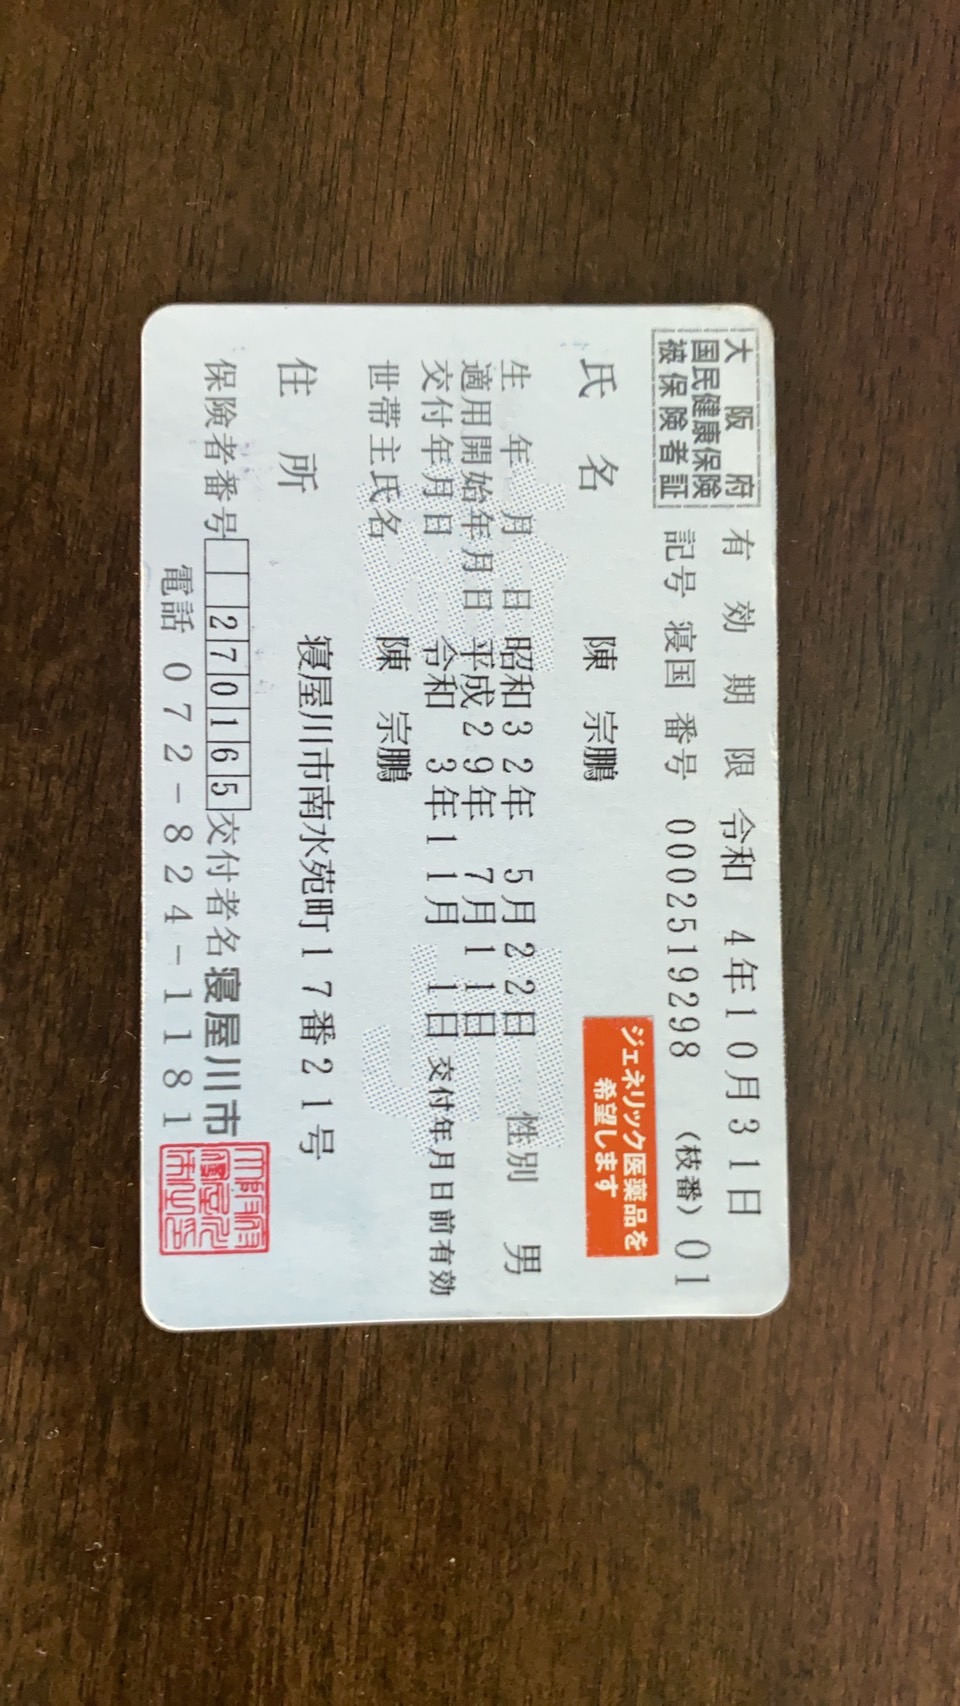 大阪府
国民健康保険
被保険者証
有効期限 令和 4年10月31日
記号 寝国 番号 0002519298 (枝番) 01
ジェネリック医薬品を
希望します
氏名 陳 宗鵬
生年月日 昭和32年 5月22日 性別 男
適用開始年月日 平成29年 7月11日
交付年月日 令和 3年11月 1日 交付年月日前有効
世帯主氏名 陳 宗鵬
住所 寝屋川市南水苑町17番21号
保険者番号 270165 交付者名 寝屋川市
電話 072-824-1181